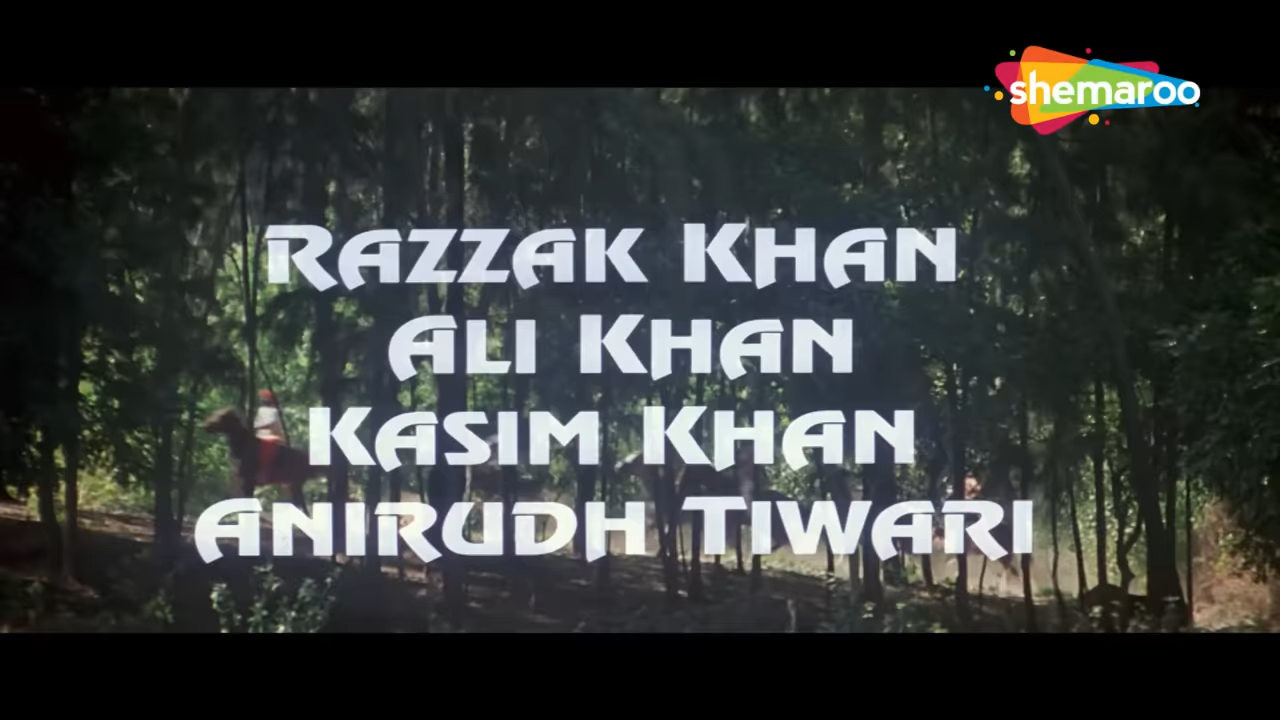 shemaroo
RAZZAK KHAN
ALI KHAN
KASIM KHAN
ANIRUDH TIWARI